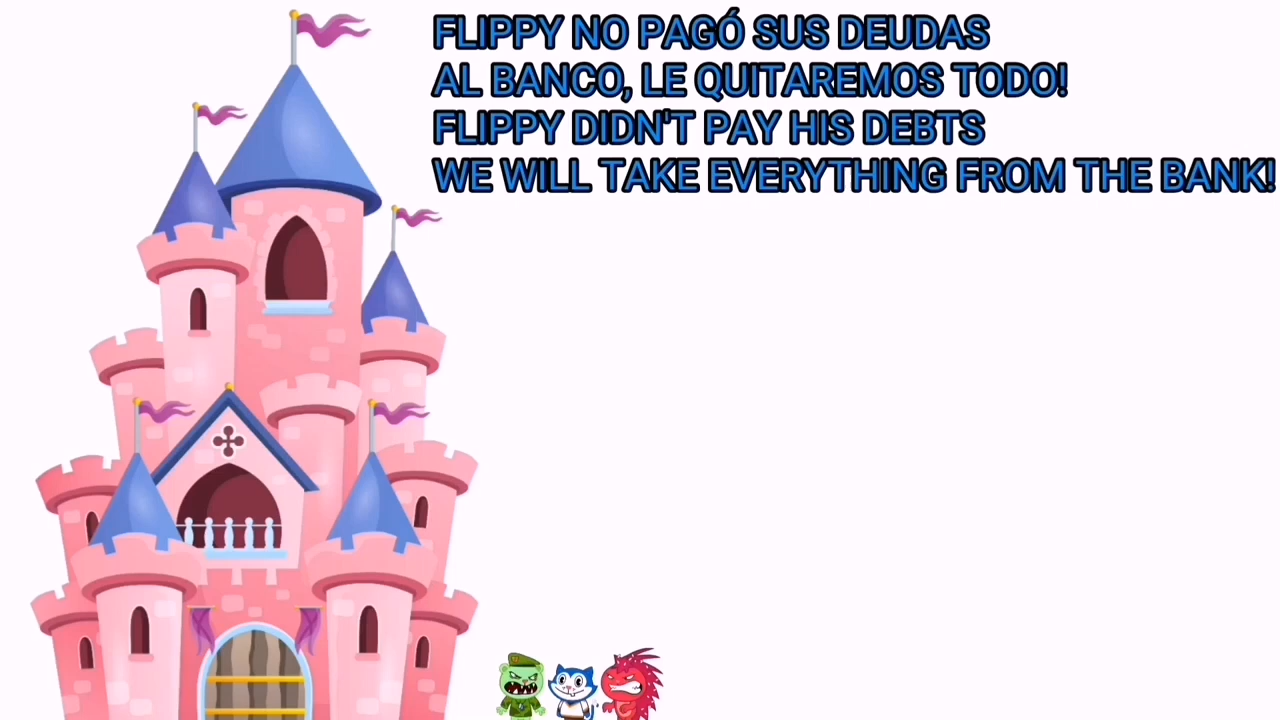 FLIPPY NO PAGÓ SUS DEUDAS
AL BANCO, LE QUITAREMOS TODO!
FLIPPY DIDN'T PAY HIS DEBTS
WE WILL TAKE EVERYTHING FROM THE BANK!